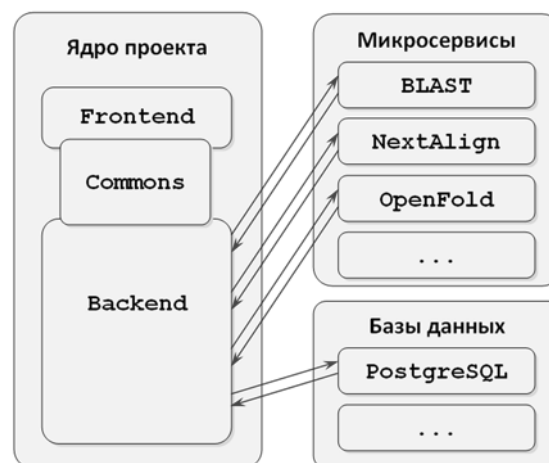 Ядро проекта
Frontend
Commons
Backend
Микросервисы
BLAST
NextAlign
OpenFold
...
Базы данных
PostgreSQL
...